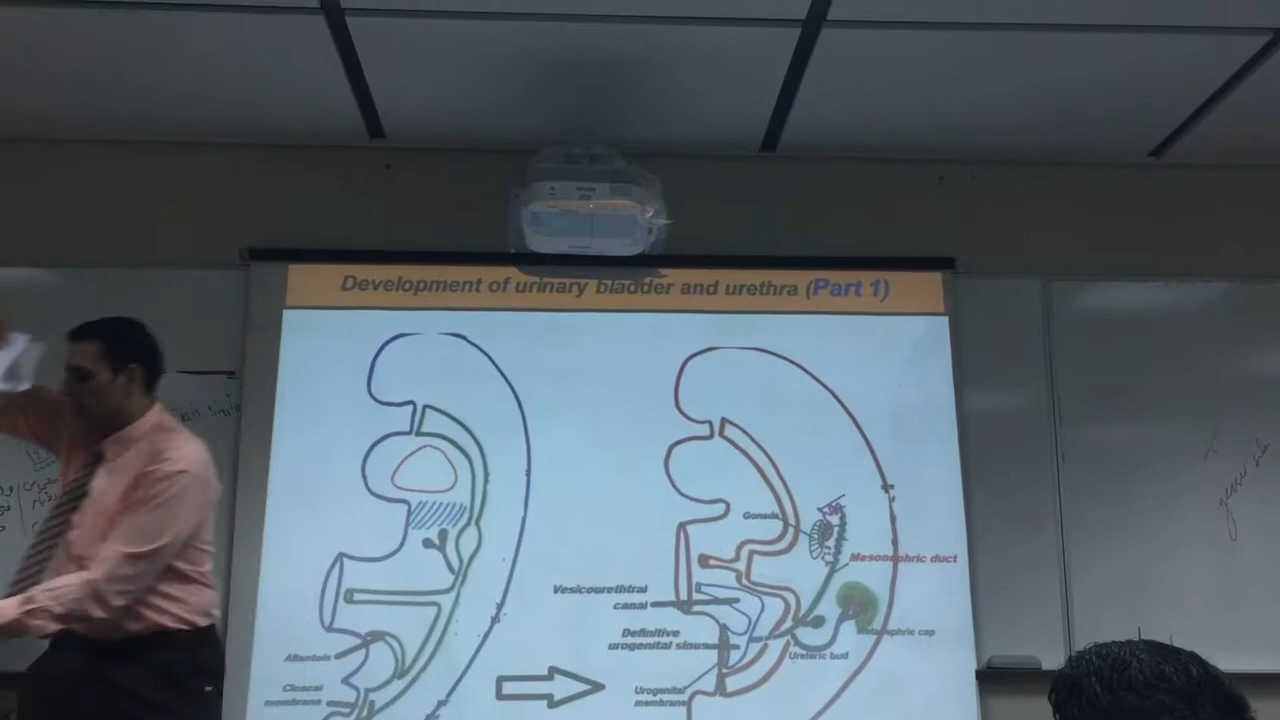 Development of urinary bladder and urethra (Part 1)
Gonads
Mesonephric duct
Vesicourethtral
canal
Definitive
urogenital sinus
Metanephric cap
Allantois
Ureteric bud
Cloacal
membrane
Urogenital
membrane